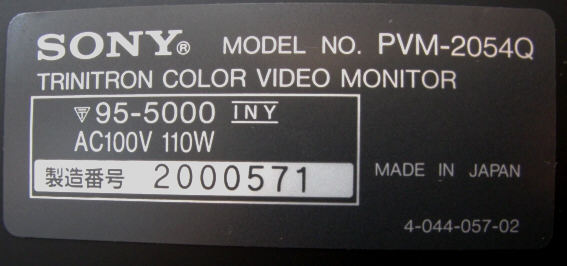 SONY® MODEL NO. PVM-2054Q
TRINITRON COLOR VIDEO MONITOR
95-5000 INY
AC100V 110W
製造番号 2000571
MADE IN JAPAN
4-044-057-02